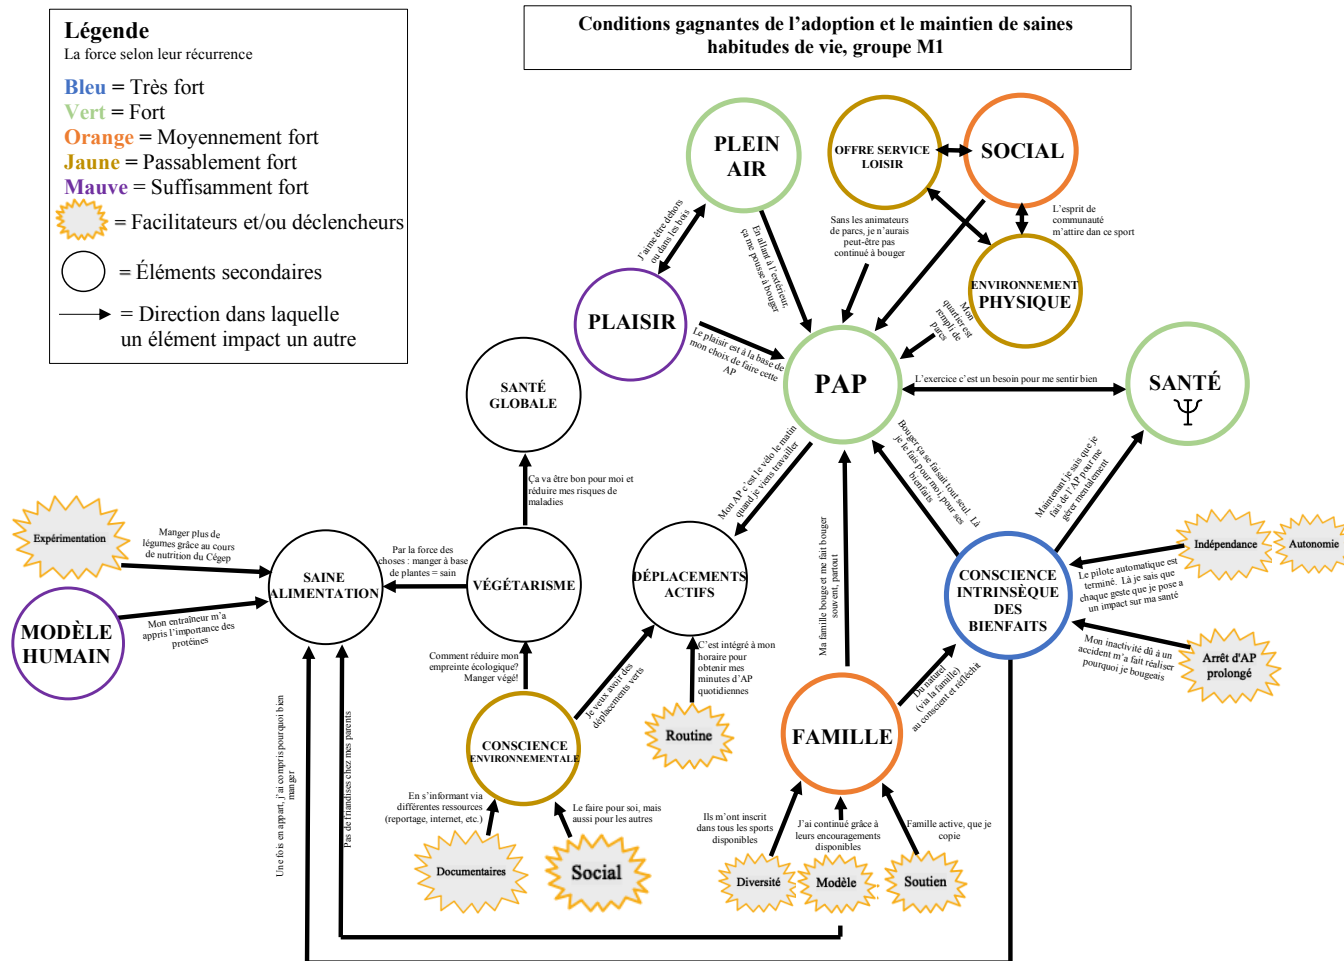 Légende
La force selon leur récurrence
Bleu = Très fort
Vert = Fort
Orange = Moyennement fort
Jaune = Passablement fort
Mauve = Suffisamment fort
= Facilitateurs et/ou déclencheurs
= Éléments secondaires
= Direction dans laquelle
un élément impact un autre
Conditions gagnantes de l'adoption et le maintien de saines
habitudes de vie, groupe M1
PLEIN
AIR
OFFRE SERVICE
LOISIR
SOCIAL
J'aime être dehors
ou dans les bois
En allant à l'extérieur,
ça me pousse à bouger
Sans les animateurs
de parcs, je n'aurais
peut-être pas
continué à bouger
L'esprit de
communauté
m'attire dan ce sport
ENVIRONNEMENT
PHYSIQUE
Mon
quartier est
rempli de
parcs
PLAISIR
Le plaisir est à la base de
mon choix de faire cette
AP
PAP
L'exercice c'est un besoin pour me sentir bien
SANTÉ
SANTÉ
GLOBALE
Ça va être bon pour moi et
réduire mes risques de
maladies
Mon AP c'est le vélo le matin
quand je viens travailler
Bouger ça se faisait tout seul. Là
je le fais pour moi, pour ses
bienfaits
Maintenant je sais que je
fais de l'AP pour me
gérer mentalement
Expérimentation
Manger plus de
légumes grâce au cours
de nutrition du Cégep
SAINE
ALIMENTATION
Par la force des
choses : manger à base
de plantes = sain
VÉGÉTARISME
DÉPLACEMENTS
ACTIFS
Ma famille bouge et me fait bouger
souvent, partout
CONSCIENCE
INTRINSÈQUE
DES
BIENFAITS
Indépendance
Autonomie
Le pilote automatique est
terminé. Là je sais que
chaque geste que je pose a
un impact sur ma santé
MODÈLE
HUMAIN
Mon entraîneur m'a
appris l'importance des
protéines
Mon inactivité dû à un
accident m'a fait réaliser
pourquoi je bougeais
Arrêt d'AP
prolongé
Comment réduire mon
empreinte écologique?
Manger végé!
Je veux avoir des
déplacements verts
C'est intégré à mon
horaire pour
obtenir mes
minutes d'AP
quotidiennes
Routine
Du naturel
(via la famille)
au conscient et réfléchit
FAMILLE
CONSCIENCE
ENVIRONNEMENTALE
Une fois en appart, j'ai compris pourquoi bien
manger
Pas de friandises chez mes parents
En s'informant via
différentes ressources
(reportage, internet, etc.)
Le faire pour soi, mais
aussi pour les autres
Documentaires
Social
Ils m'ont inscrit
dans tous les sports
disponibles
J'ai continué grâce à
leurs encouragements
disponibles
Famille active, que je
copie
Diversité
Modèle
Soutien